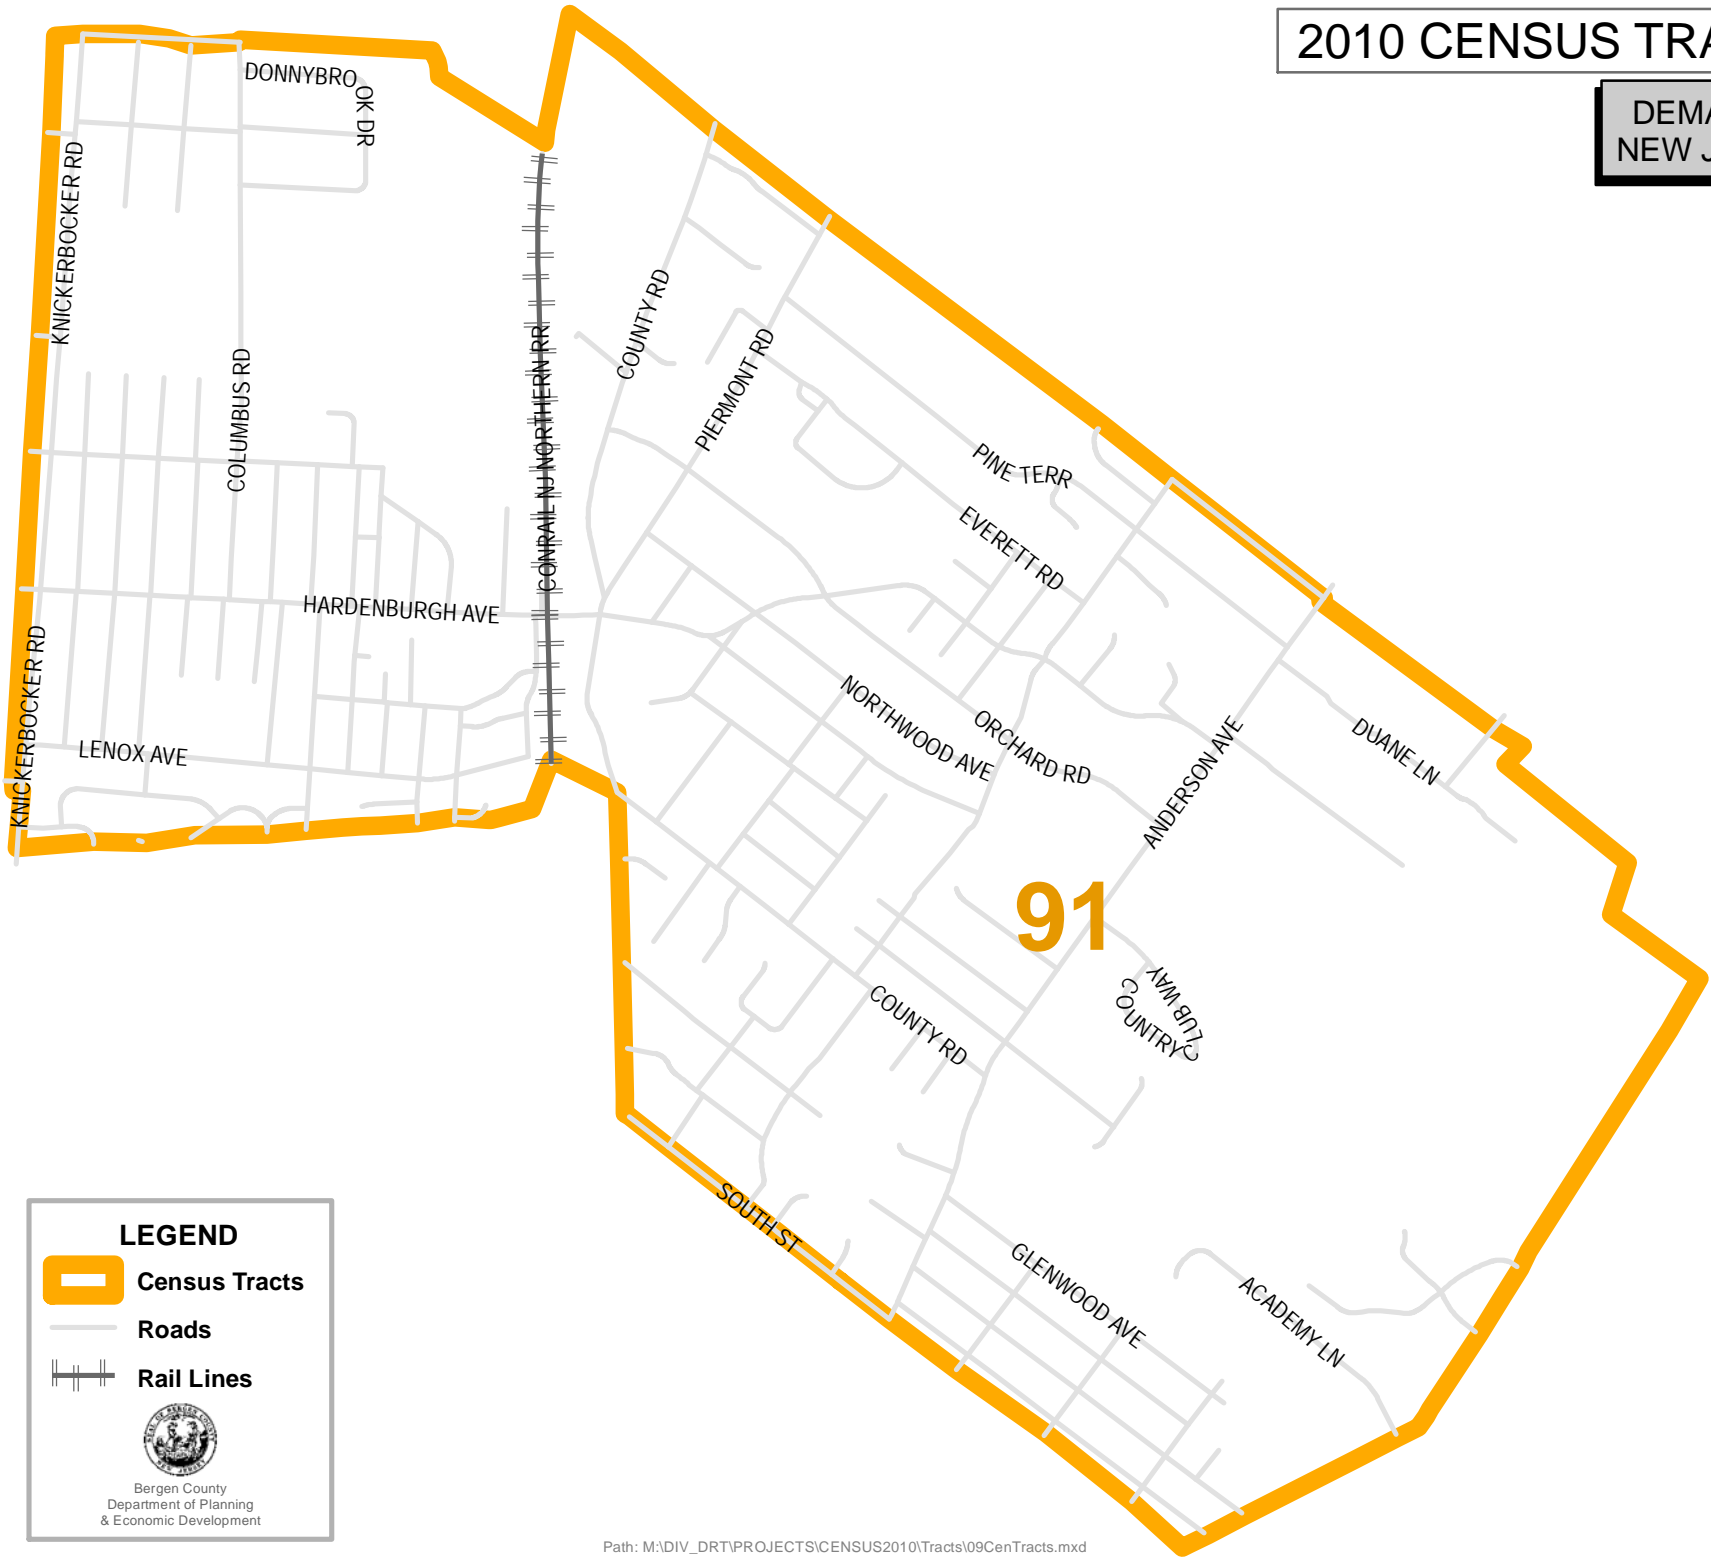 2010 CENSUS TRA
DEMA
NEW J
DONNYBRO
OK DR
KNICKERBOCKER RD
COLUMBUS RD
CONRAIL NJ NORTHERN RR
COUNTY RD
PIERMONT RD
PINE TERR
EVERETT RD
HARDENBURGH AVE
KNICKERBOCKER RD
LENOX AVE
NORTHWOOD AVE
ORCHARD RD
ANDERSON AVE
DUANE LN
91
COUNTRY CLUB WAY
COUNTY RD
SOUTH ST
GLENWOOD AVE
ACADEMY LN
LEGEND
Census Tracts
Roads
Rail Lines
Bergen County
Department of Planning
& Economic Development
Path: M:\DIV_DRT\PROJECTS\CENSUS2010\Tracts\09CenTracts.mxd